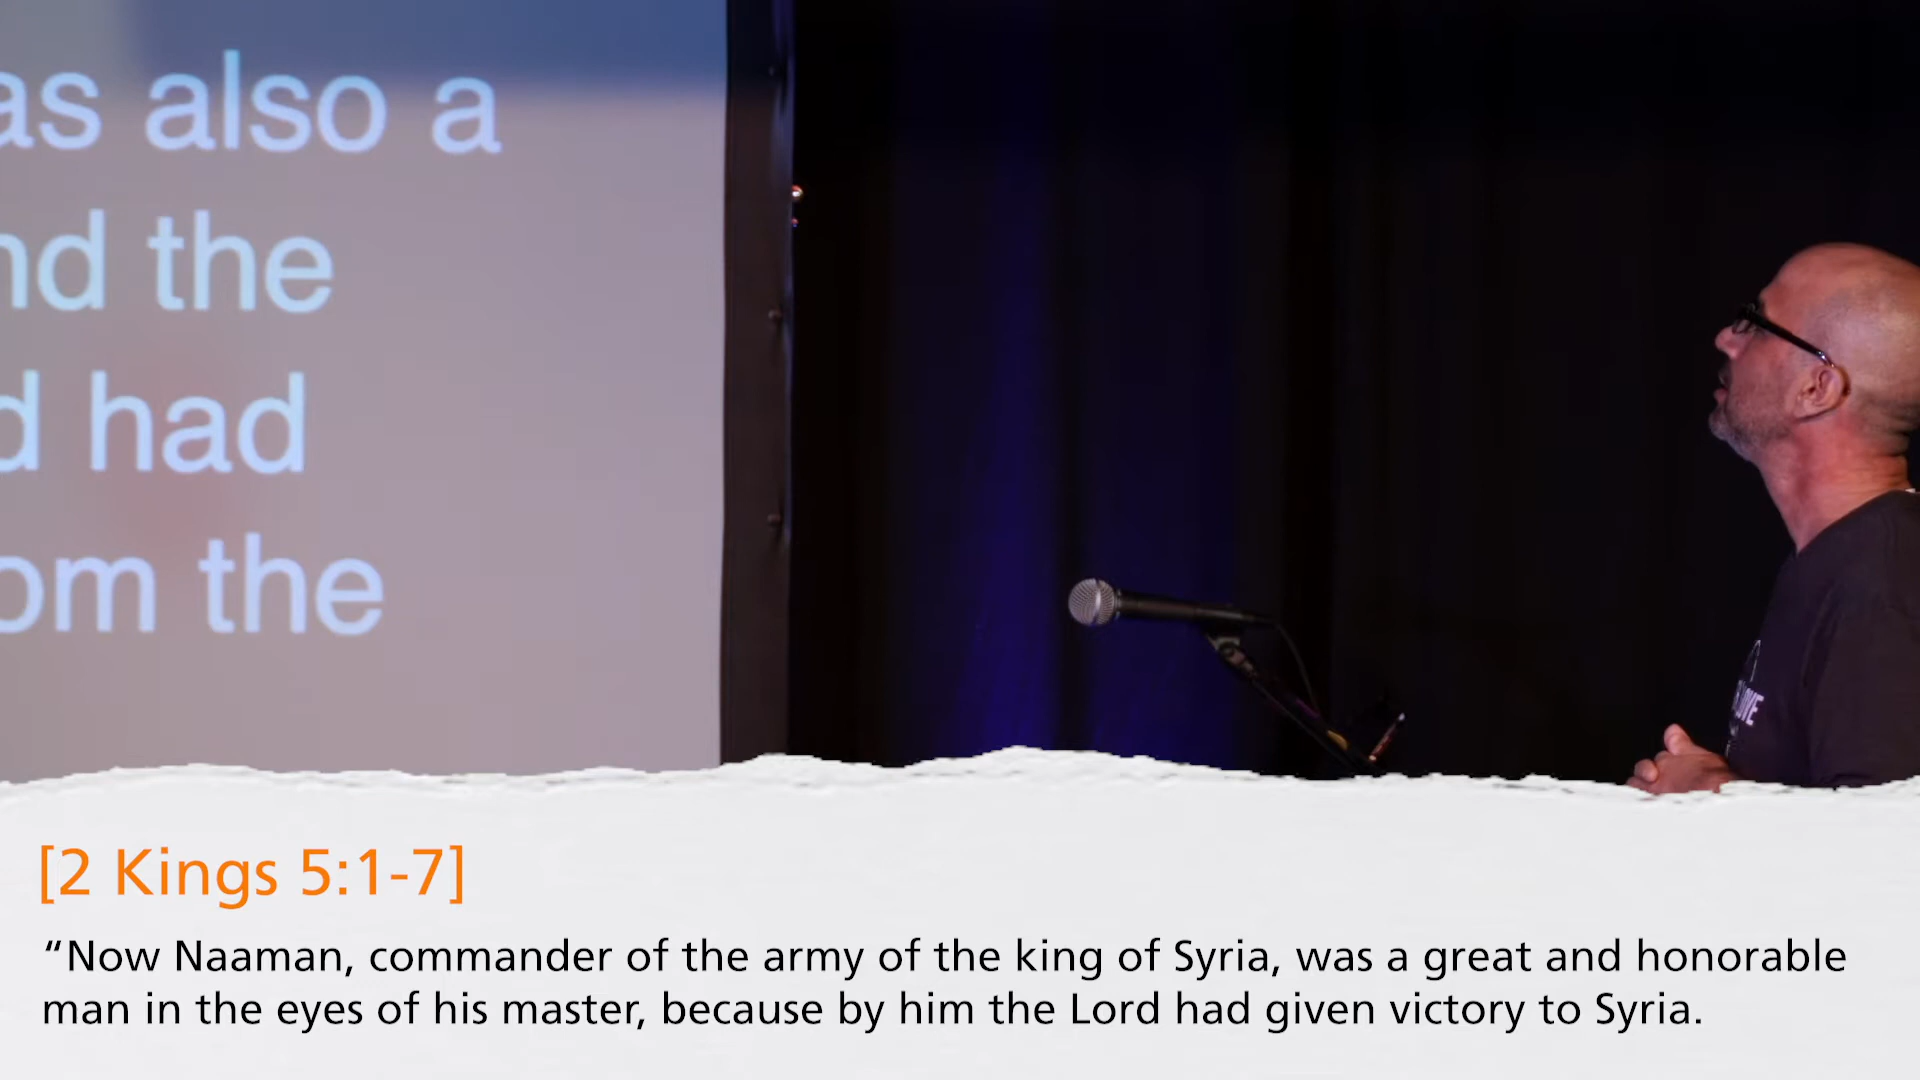 as also a
nd the
d had
om the
[2 Kings 5:1-7]
“Now Naaman, commander of the army of the king of Syria, was a great and honorable
man in the eyes of his master, because by him the Lord had given victory to Syria.